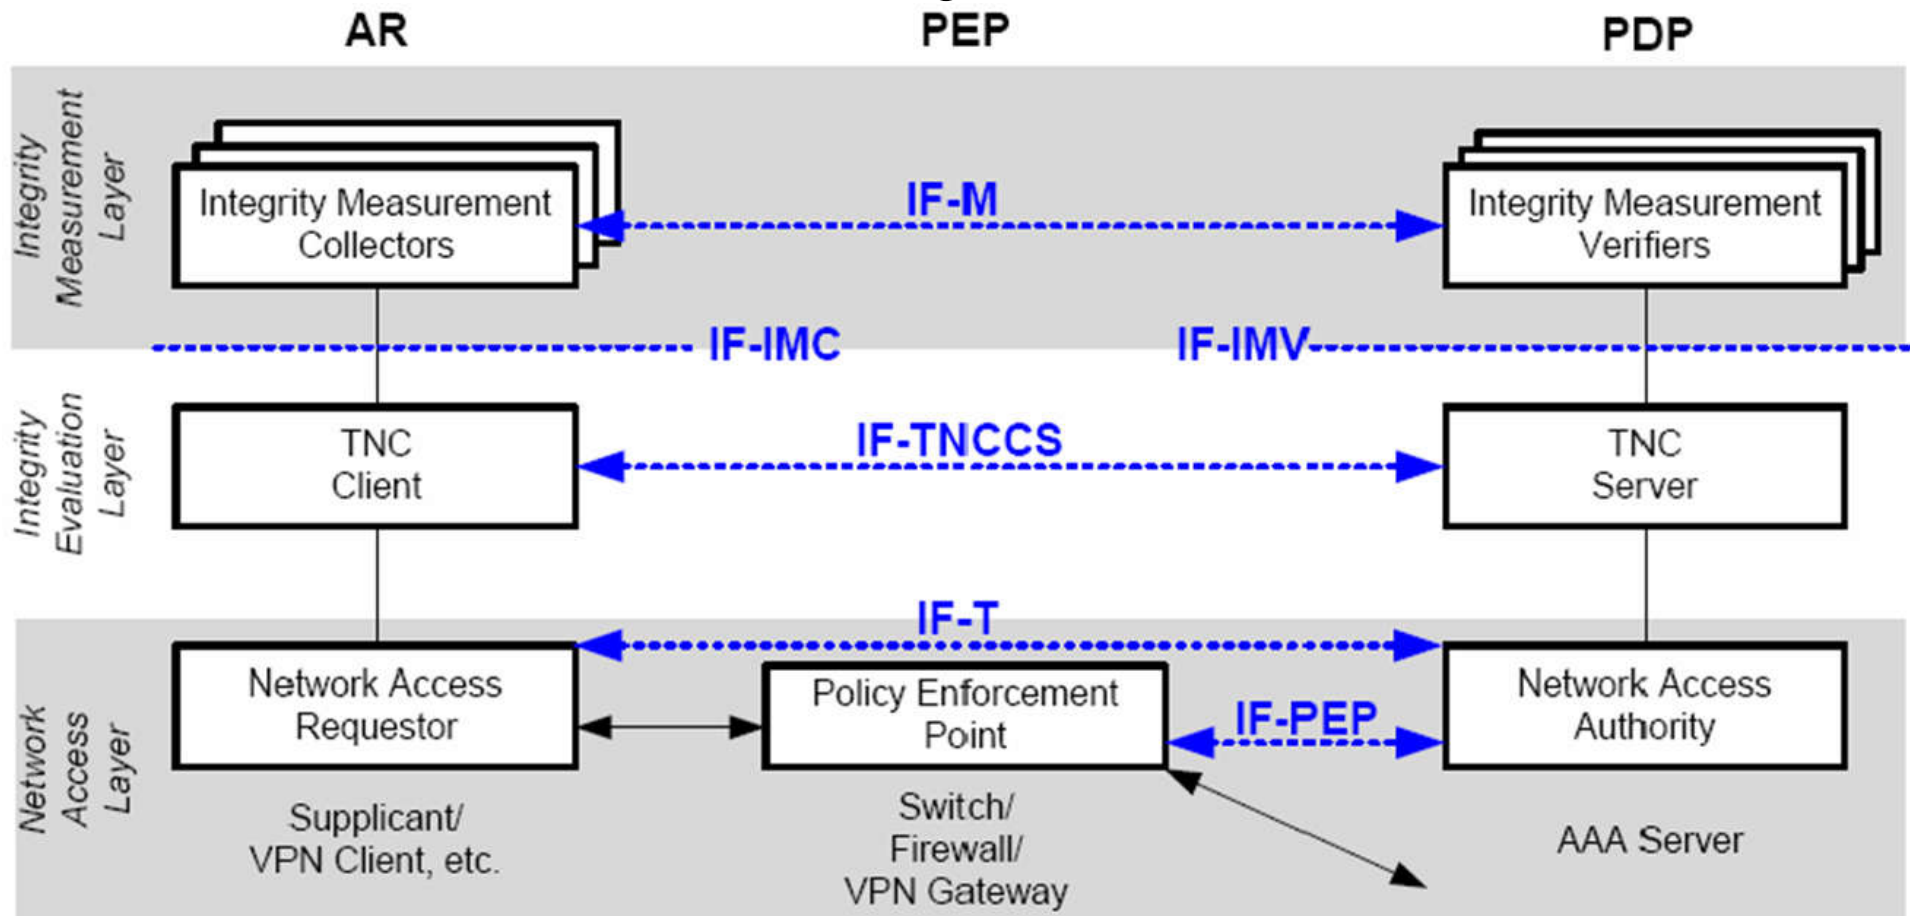 AR
PEP
PDP
Integrity
Measurement
Layer
Integrity Measurement
Collectors
IF-M
Integrity Measurement
Verifiers
IF-IMC
IF-IMV
Integrity
Evaluation
Layer
TNC
Client
IF-TNCCS
TNC
Server
Network
Access
Layer
IF-T
Network Access
Requestor
Policy Enforcement
Point
IF-PEP
Network Access
Authority
Supplicant/
VPN Client, etc.
Switch/
Firewall/
VPN Gateway
AAA Server